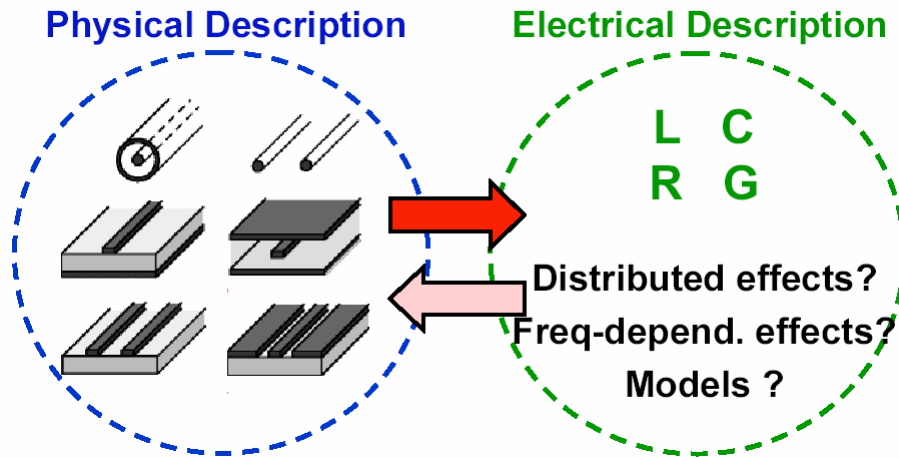 Physical Description
Electrical Description
L C
R G
Distributed effects?
Freq-depend. effects?
Models ?